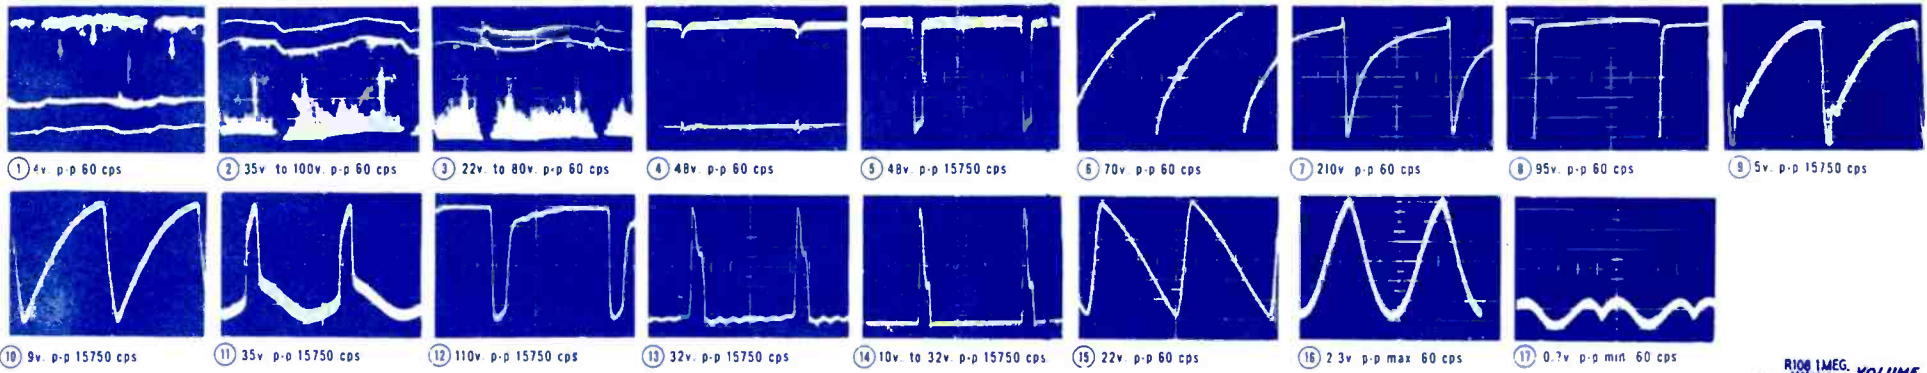 1 4v. p-p 60 cps
2 35v to 100v. p-p 60 cps
3 22v. to 80v. p-p 60 cps
4 48v. p-p 60 cps
5 48v. p-p 15750 cps
6 70v. p-p 60 cps
7 210v p-p 60 cps
8 95v. p-p 60 cps
9 5v. p-p 15750 cps
10 9v. p-p 15750 cps
11 35v p-p 15750 cps
12 110v. p-p 15750 cps
13 32v. p-p 15750 cps
14 10v. to 32v. p-p 15750 cps
15 22v p-p 60 cps
16 2 3v p-p max 60 cps
17 p-p min 60 cps
R108 1MEG. VOLUME